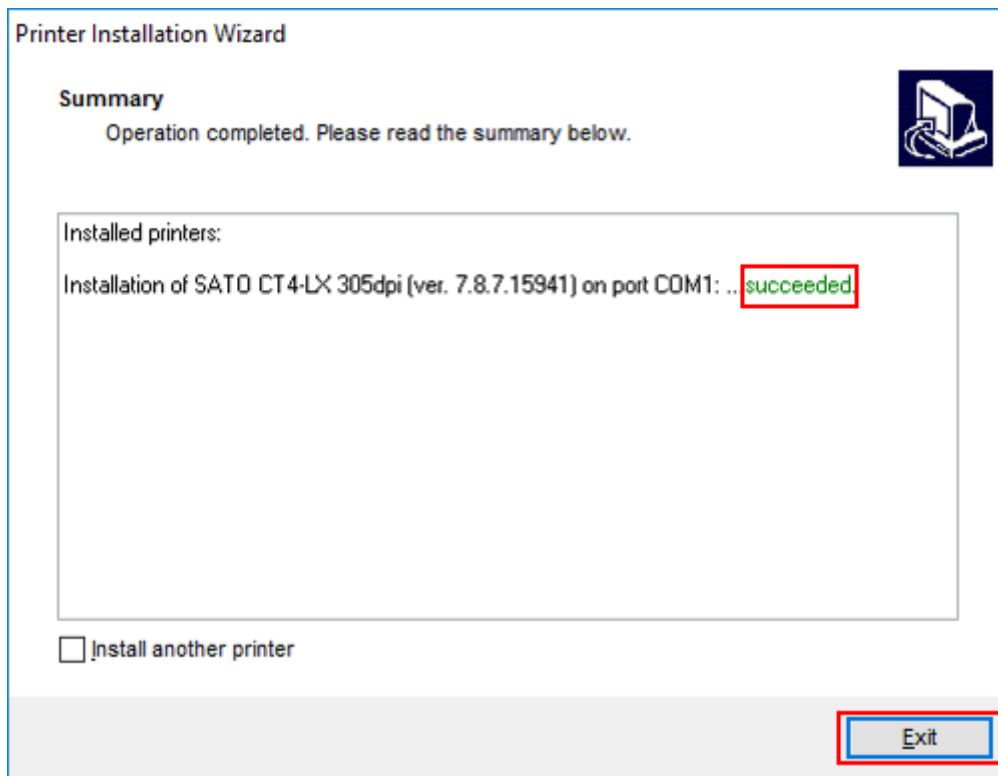 Printer Installation Wizard
Summary
Operation completed. Please read the summary below.
Installed printers:
Installation of SATO CT4-LX 305dpi (ver. 7.8.7.15941) on port COM1: ...succeeded.
Install another printer
Exit